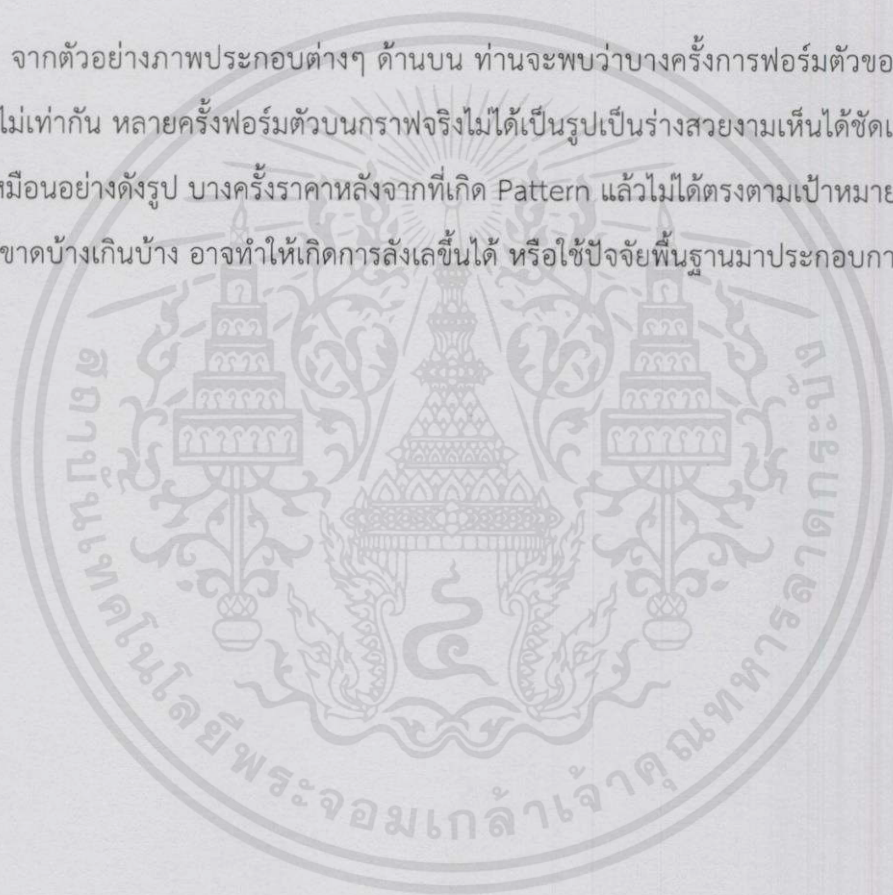 จากตัวอย่างภาพประกอบต่างๆ ด้านบน ท่านจะพบว่าบางครั้งการฟอร์มตัวขอ
ไม่เท่ากัน หลายครั้งฟอร์มตัวบนกราฟจริงไม่ได้เป็นรูปเป็นร่างสวยงามเห็นได้ชัดเ
หมือนอย่างดังรูป บางครั้งราคาหลังจากที่เกิด Pattern แล้วไม่ได้ตรงตามเป้าหมาย
ขาดบ้างเกินบ้าง อาจทำให้เกิดการลังเลขึ้นได้ หรือใช้ปัจจัยพื้นฐานมาประกอบกา
สถาบันเทคโนโลยีพระจอมเกล้าเจ้าคุณทหารลาดกระบัง
๔